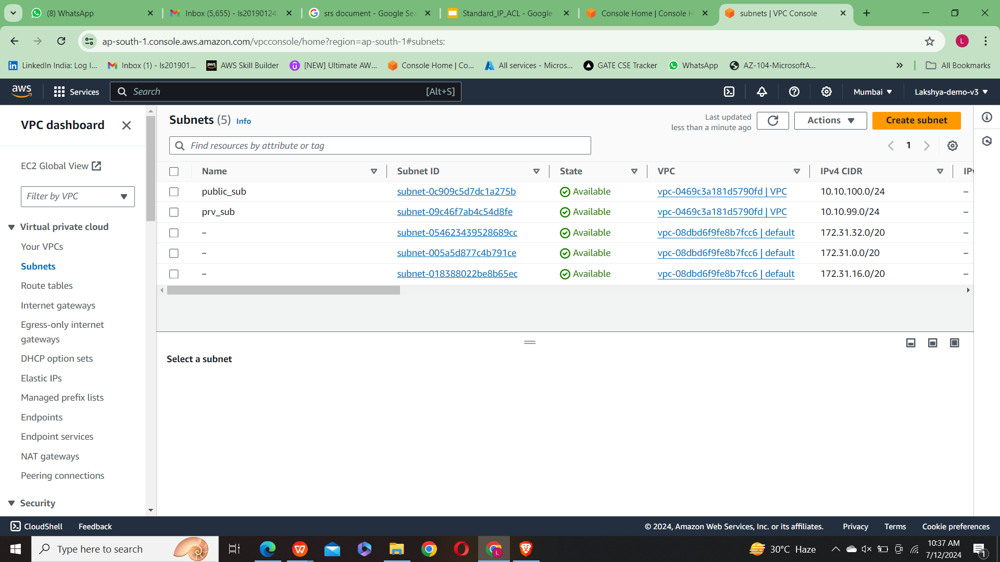 (8) WhatsApp
Inbox (5,655) - ls20190124
srs document - Google Sea
Standard_IP_ACL - Google
Console Home | Console H
subnets | VPC Console
ap-south-1.console.aws.amazon.com/vpcconsole/home?region=ap-south-1#subnets:
L
LinkedIn India: Log I...
Inbox (1) - ls201901...
aws
AWS Skill Builder
[NEW] Ultimate AW...
Console Home | Co...
All services - Micros...
GATE CSE Tracker
WhatsApp
AZ-104-MicrosoftA...
All Bookmarks
aws
Services
Search
[Alt+S]
Mumbai
Lakshya-demo-v3
VPC dashboard
EC2 Global View
Filter by VPC
Virtual private cloud
Your VPCs
Subnets
Route tables
Internet gateways
Egress-only internet
gateways
DHCP option sets
Elastic IPs
Managed prefix lists
Endpoints
Endpoint services
NAT gateways
Peering connections
Security
Subnets (5) Info
Last updated
less than a minute ago
Actions
Create subnet
Find resources by attribute or tag
1
Name Subnet ID State VPC IPv4 CIDR IPv
public_sub subnet-0c909c5d7dc1a275b Available vpc-0469c3a181d5790fd | VPC 10.10.100.0/24 –
prv_sub subnet-09c46f7ab4c54d8fe Available vpc-0469c3a181d5790fd | VPC 10.10.99.0/24 –
– subnet-054623439528689cc Available vpc-08dbd6f9fe8b7fcc6 | default 172.31.32.0/20 –
– subnet-005a5d877c4b791ce Available vpc-08dbd6f9fe8b7fcc6 | default 172.31.0.0/20 –
– subnet-018388022be8b65ec Available vpc-08dbd6f9fe8b7fcc6 | default 172.31.16.0/20 –
Select a subnet
CloudShell
Feedback
© 2024, Amazon Web Services, Inc. or its affiliates.
Privacy
Terms
Cookie preferences
Type here to search
30°C Haze
10:37 AM
7/12/2024
1